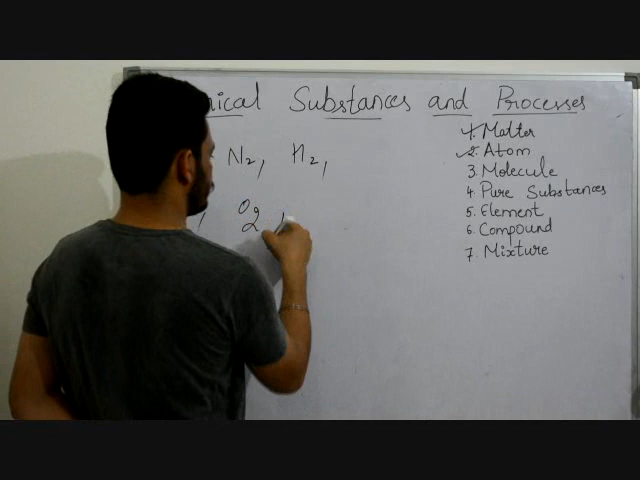 ical Substances and Processes
N2, H2,
, O2 ,
1. Matter
2. Atom
3. Molecule
4 Pure Substances
5. Element
6. Compound
7. Mixture